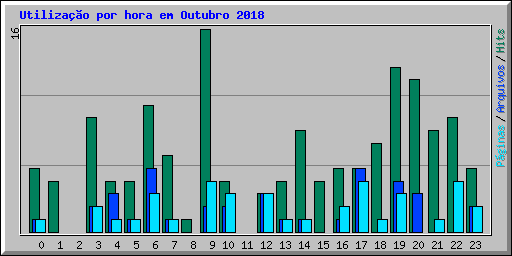 Utilização por hora em Outubro 2018
16
Páginas / Arquivos / Hits
0 1 2 3 4 5 6 7 8 9 10 11 12 13 14 15 16 17 18 19 20 21 22 23